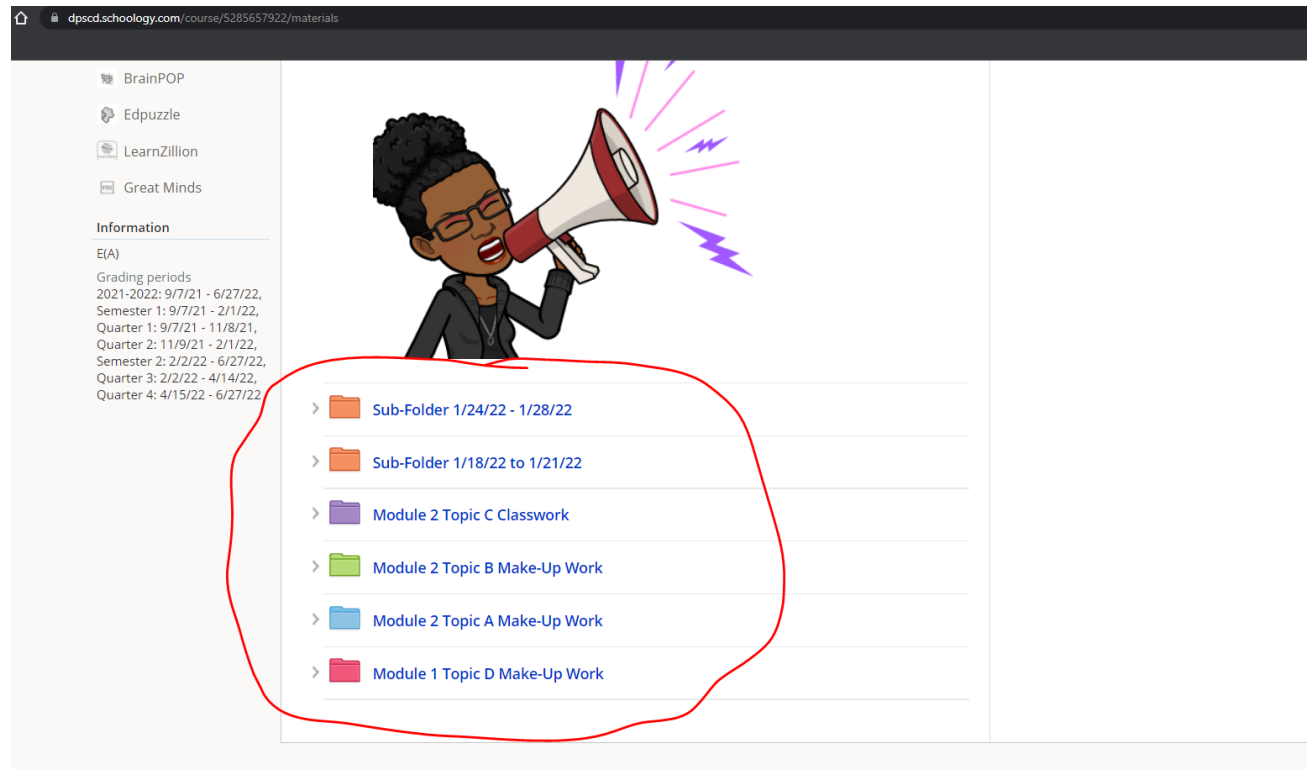 dpscd.schoology.com/course/5285657922/materials
BrainPOP
Edpuzzle
LearnZillion
Great Minds
Information
E(A)
Grading periods
2021-2022: 9/7/21 - 6/27/22,
Semester 1: 9/7/21 - 2/1/22,
Quarter 1: 9/7/21 - 11/8/21,
Quarter 2: 11/9/21 - 2/1/22,
Semester 2: 2/2/22 - 6/27/22,
Quarter 3: 2/2/22 - 4/14/22,
Quarter 4: 4/15/22 - 6/27/22
Sub-Folder 1/24/22 - 1/28/22
Sub-Folder 1/18/22 to 1/21/22
Module 2 Topic C Classwork
Module 2 Topic B Make-Up Work
Module 2 Topic A Make-Up Work
Module 1 Topic D Make-Up Work